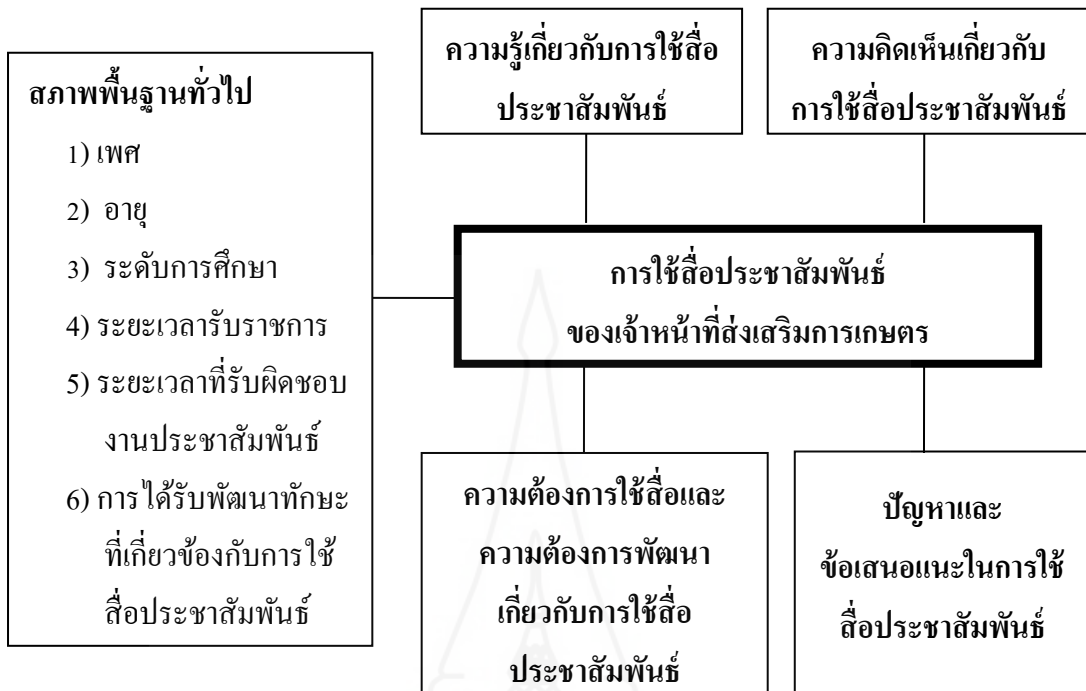 สภาพพื้นฐานทั่วไป
1) เพศ
2) อายุ
3) ระดับการศึกษา
4) ระยะเวลารับราชการ
5) ระยะเวลาที่รับผิดชอบ
งานประชาสัมพันธ์
6) การได้รับพัฒนาทักษะ
ที่เกี่ยวข้องกับการใช้
สื่อประชาสัมพันธ์
ความรู้เกี่ยวกับการใช้สื่อ
ประชาสัมพันธ์
ความคิดเห็นเกี่ยวกับ
การใช้สื่อประชาสัมพันธ์
การใช้สื่อประชาสัมพันธ์
ของเจ้าหน้าที่ส่งเสริมการเกษตร
ความต้องการใช้สื่อและ
ความต้องการพัฒนา
เกี่ยวกับการใช้สื่อ
ประชาสัมพันธ์
ปัญหาและ
ข้อเสนอแนะในการใช้
สื่อประชาสัมพันธ์